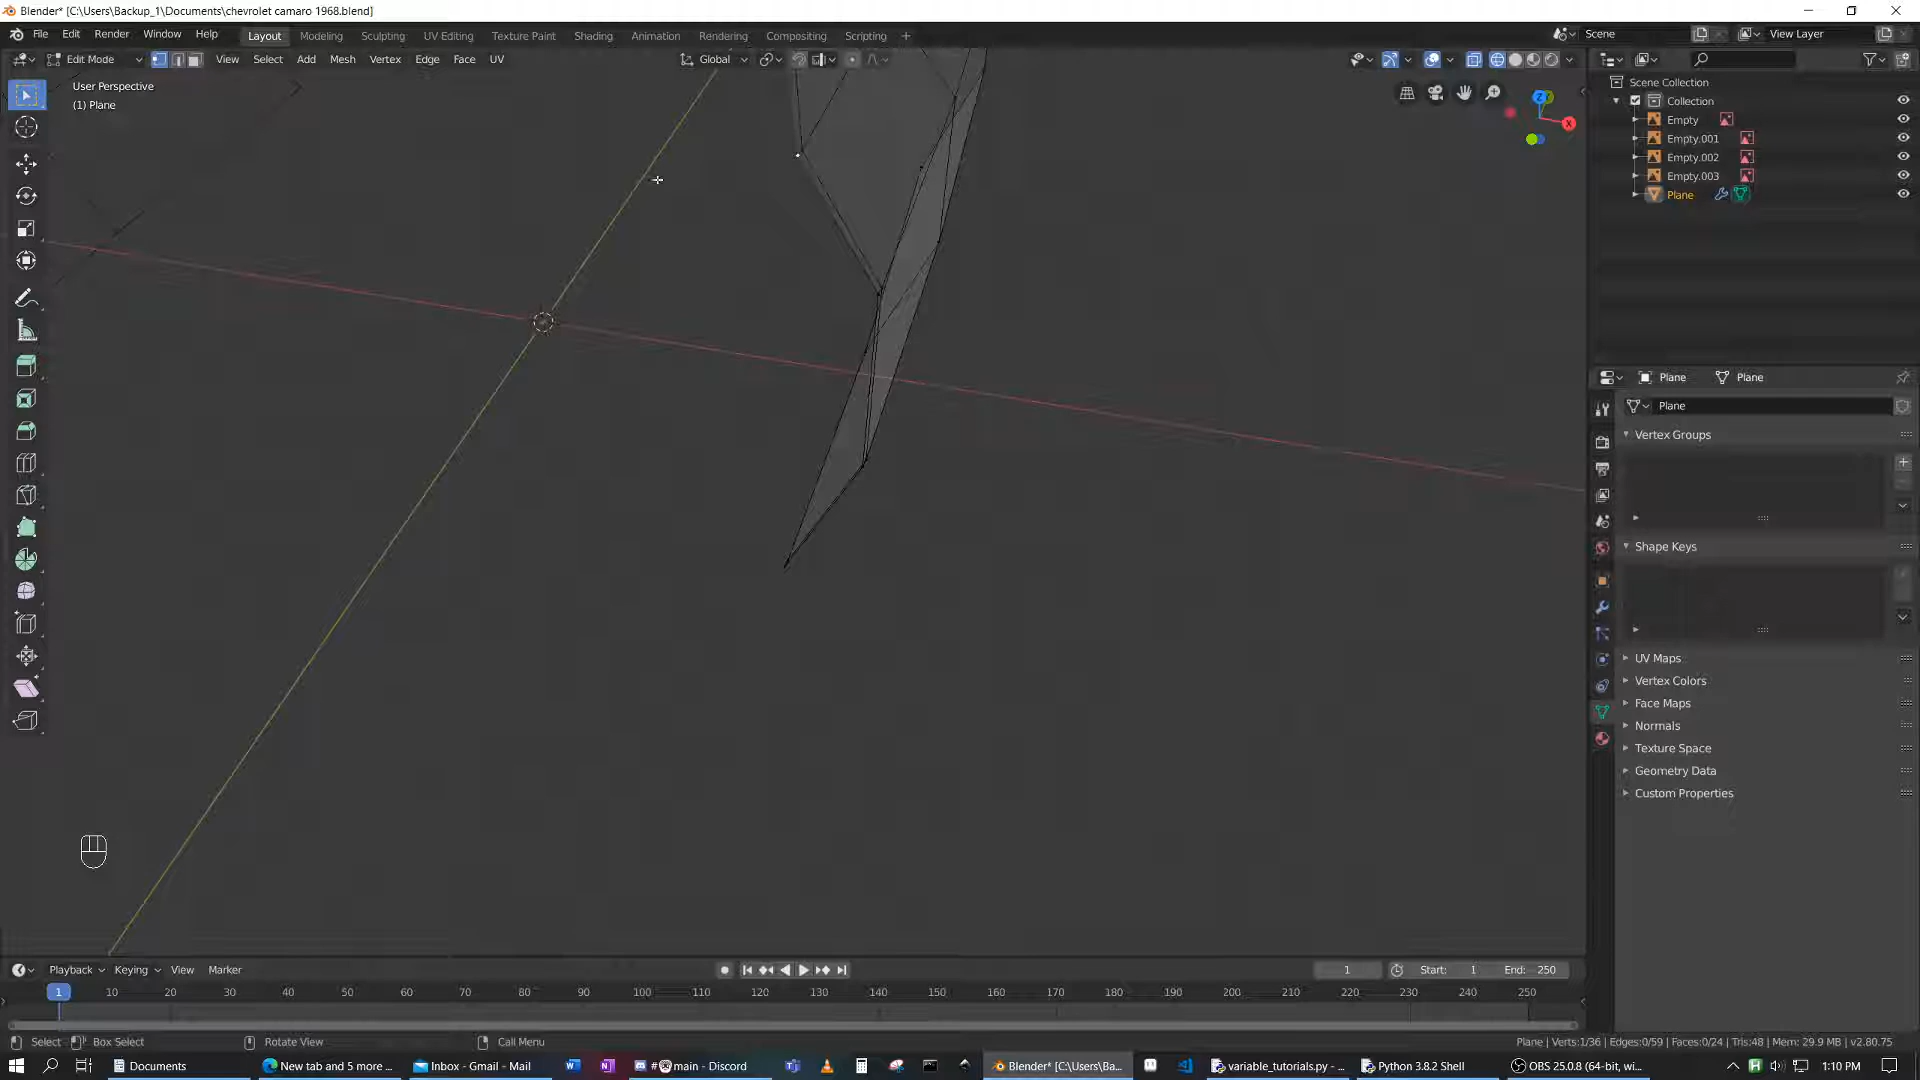 Blender* [C:\Users\Backup_1\Documents\chevrolet camaro 1968.blend]
File Edit Render Window Help Layout Modeling Sculpting UV Editing Texture Paint Shading Animation Rendering Compositing Scripting + Scene View Layer
Edit Mode View Select Add Mesh Vertex Edge Face UV Global
User Perspective
(1) Plane
Z
X
Scene Collection
Collection
Empty
Empty.001
Empty.002
Empty.003
Plane
Plane Plane
Plane
Vertex Groups
Shape Keys
UV Maps
Vertex Colors
Face Maps
Normals
Texture Space
Geometry Data
Custom Properties
Playback Keying View Marker 1 Start: 1 End: 250
1 10 20 30 40 50 60 70 80 90 100 110 120 130 140 150 160 170 180 190 200 210 220 230 240 250
Select Box Select Rotate View Call Menu Plane | Verts:1/36 | Edges:0/59 | Faces:0/24 | Tris:48 | Mem: 29.9 MB | v2.80.75
Documents New tab and 5 more ... Inbox - Gmail - Mail main - Discord Blender* [C:\Users\Ba... variable_tutorials.py - ... Python 3.8.2 Shell OBS 25.0.8 (64-bit, wi... 1:10 PM